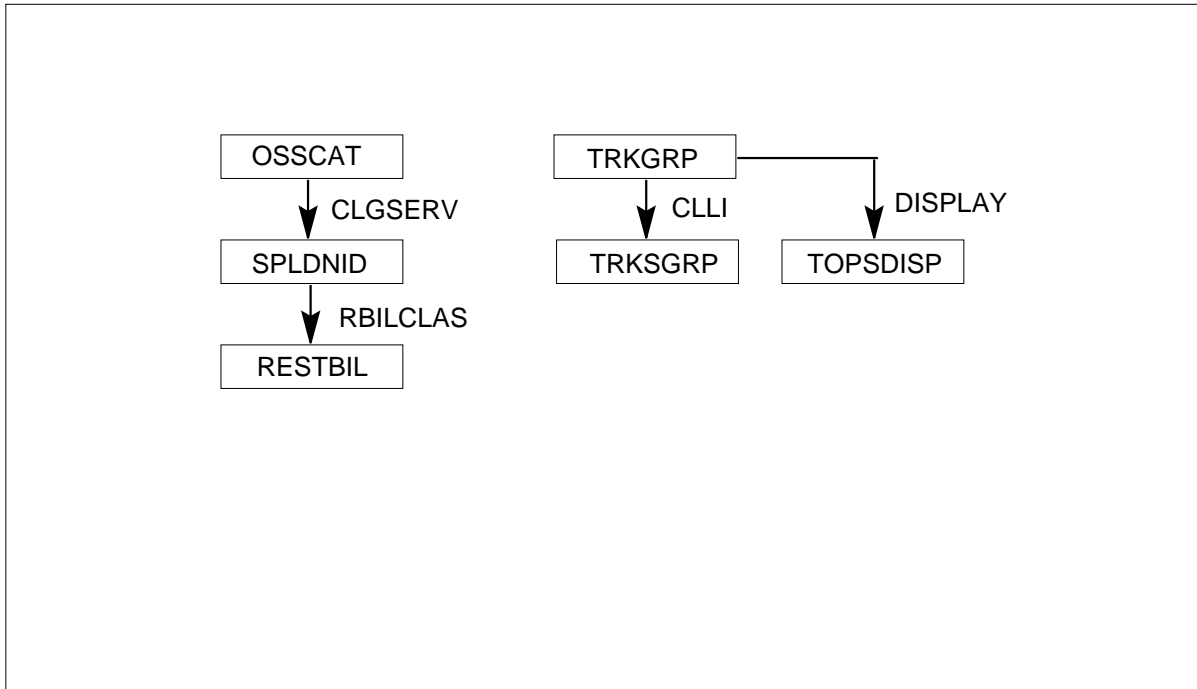 OSSCAT
CLGSERV
SPLDNID
RBILCLAS
RESTBIL
TRKGRP
CLLI
TRKSGRP
DISPLAY
TOPSDISP